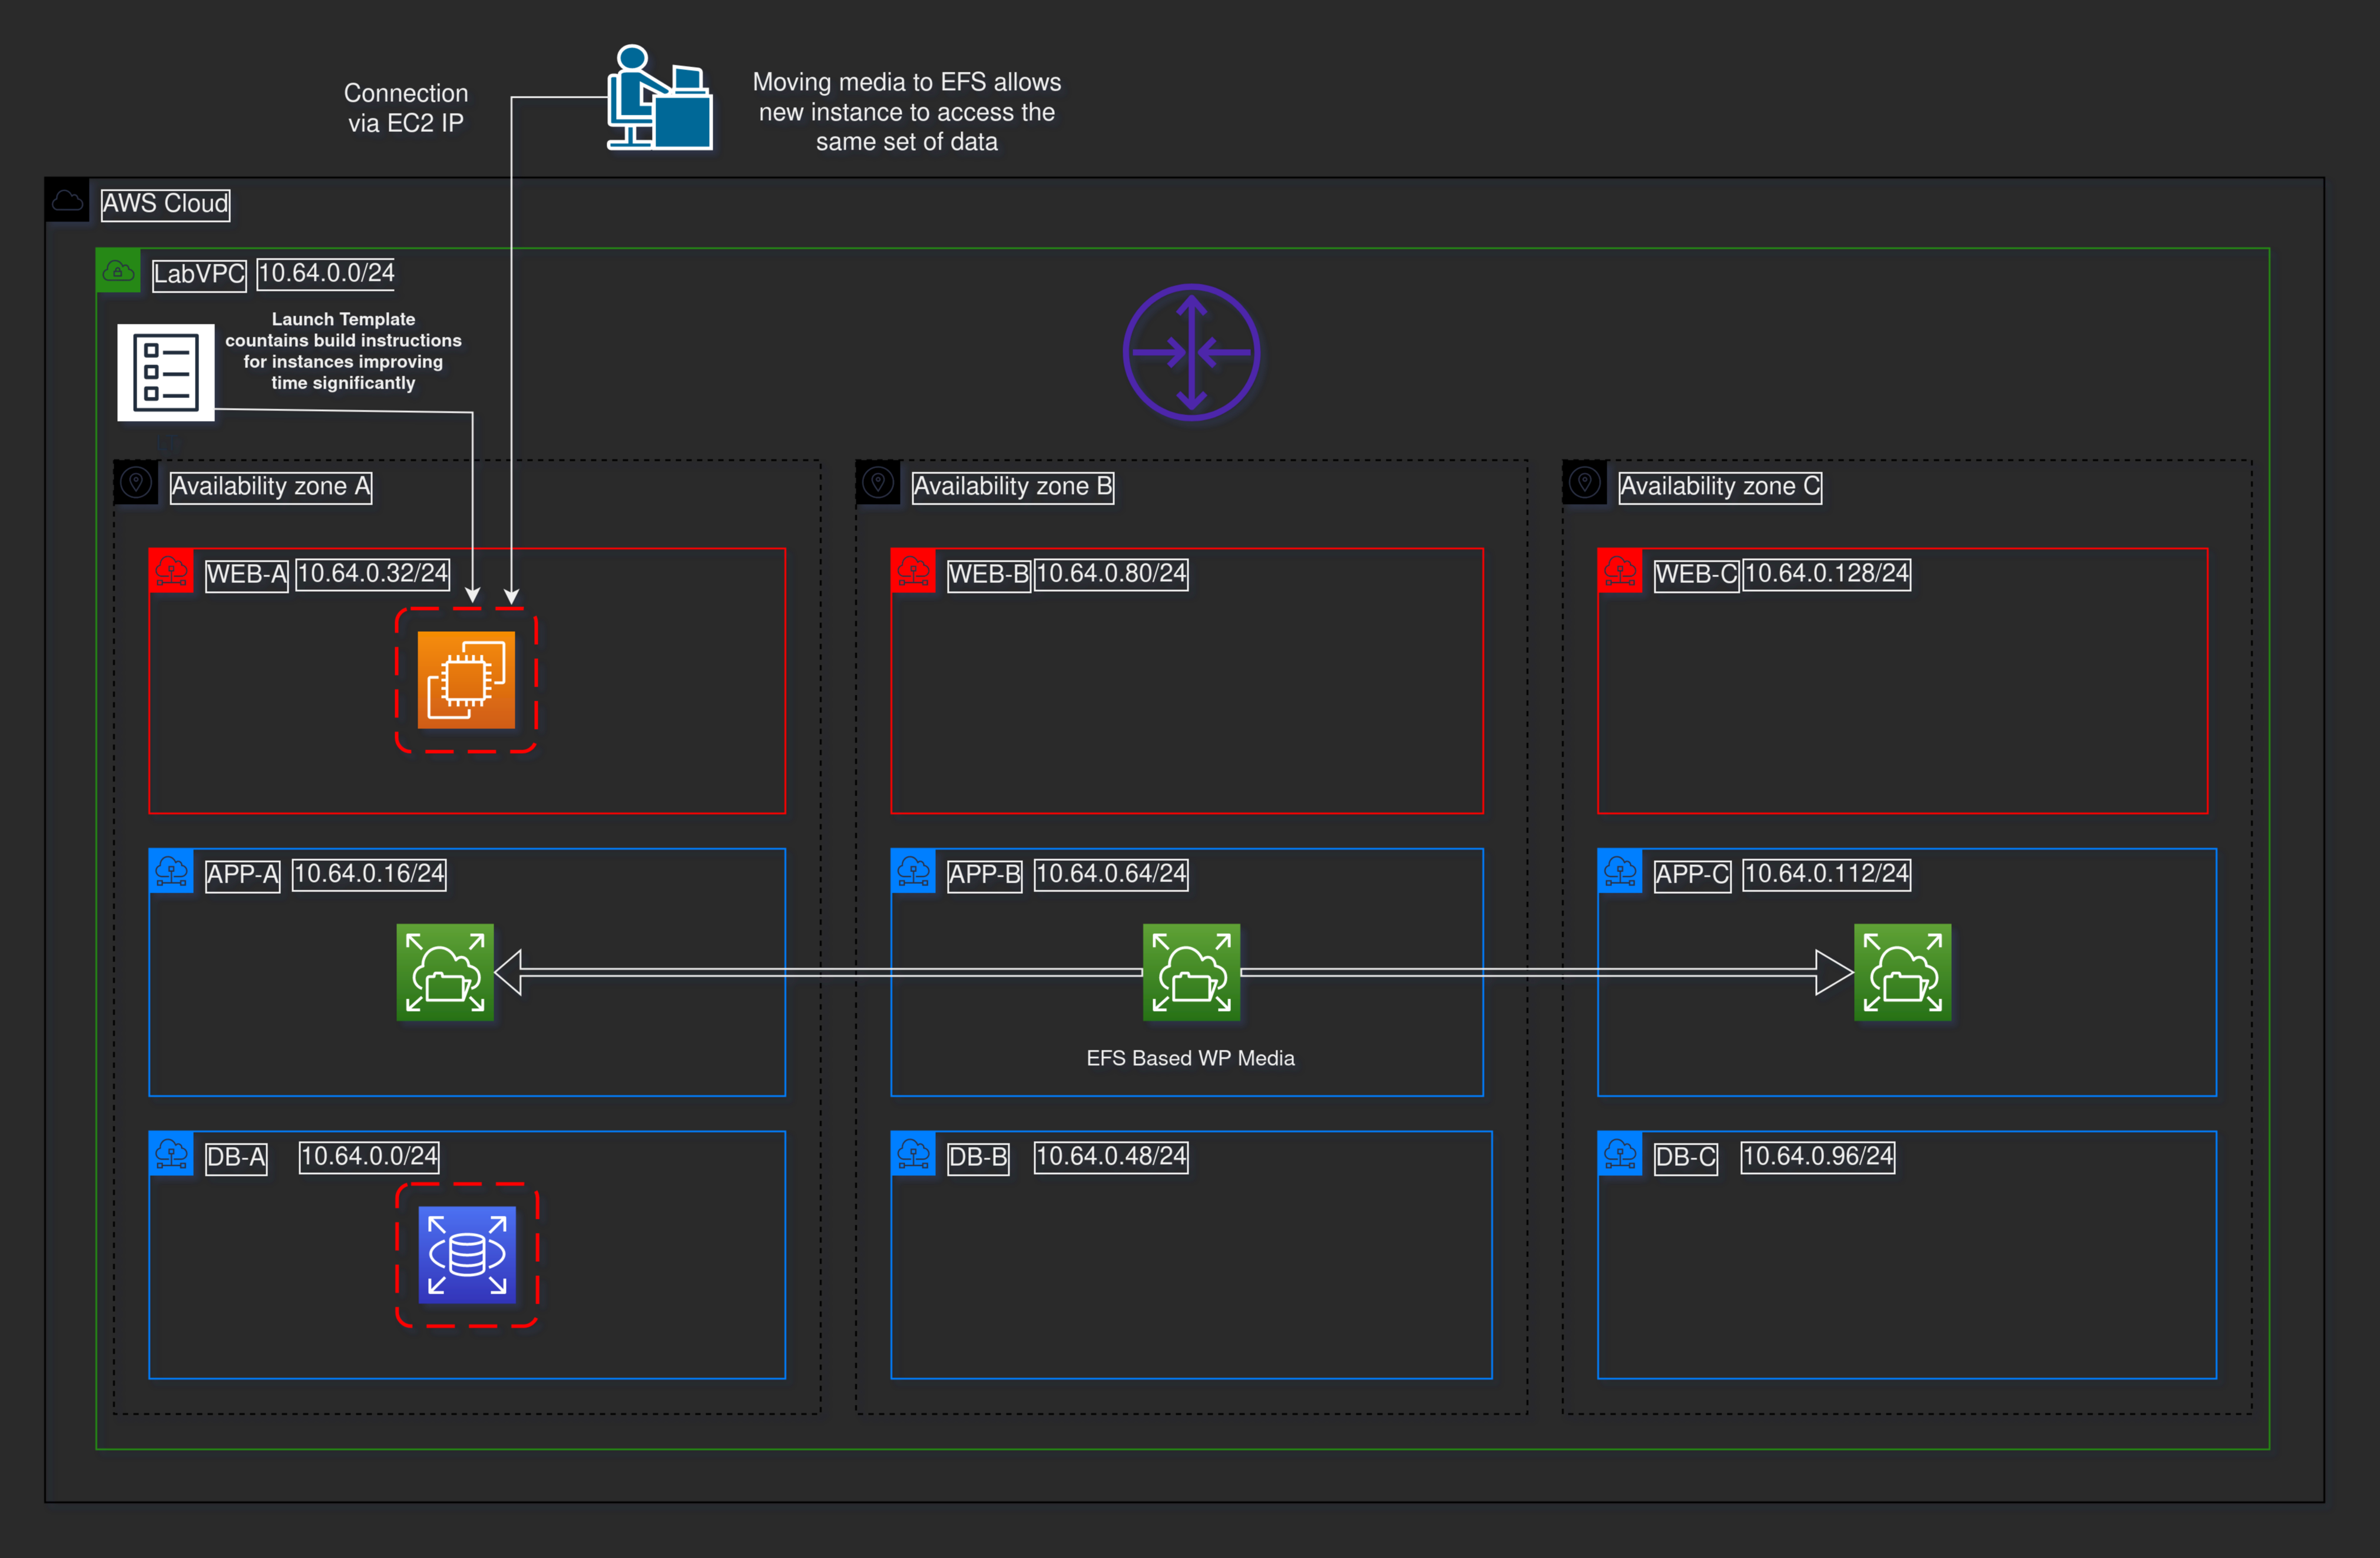 Connection
via EC2 IP
Moving media to EFS allows
new instance to access the
same set of data
AWS Cloud
LabVPC 10.64.0.0/24
Launch Template
countains build instructions
for instances improving
time significantly
Availability zone A
Availability zone B
Availability zone C
WEB-A 10.64.0.32/24
WEB-B 10.64.0.80/24
WEB-C 10.64.0.128/24
APP-A 10.64.0.16/24
APP-B 10.64.0.64/24
APP-C 10.64.0.112/24
EFS Based WP Media
DB-A 10.64.0.0/24
DB-B 10.64.0.48/24
DB-C 10.64.0.96/24